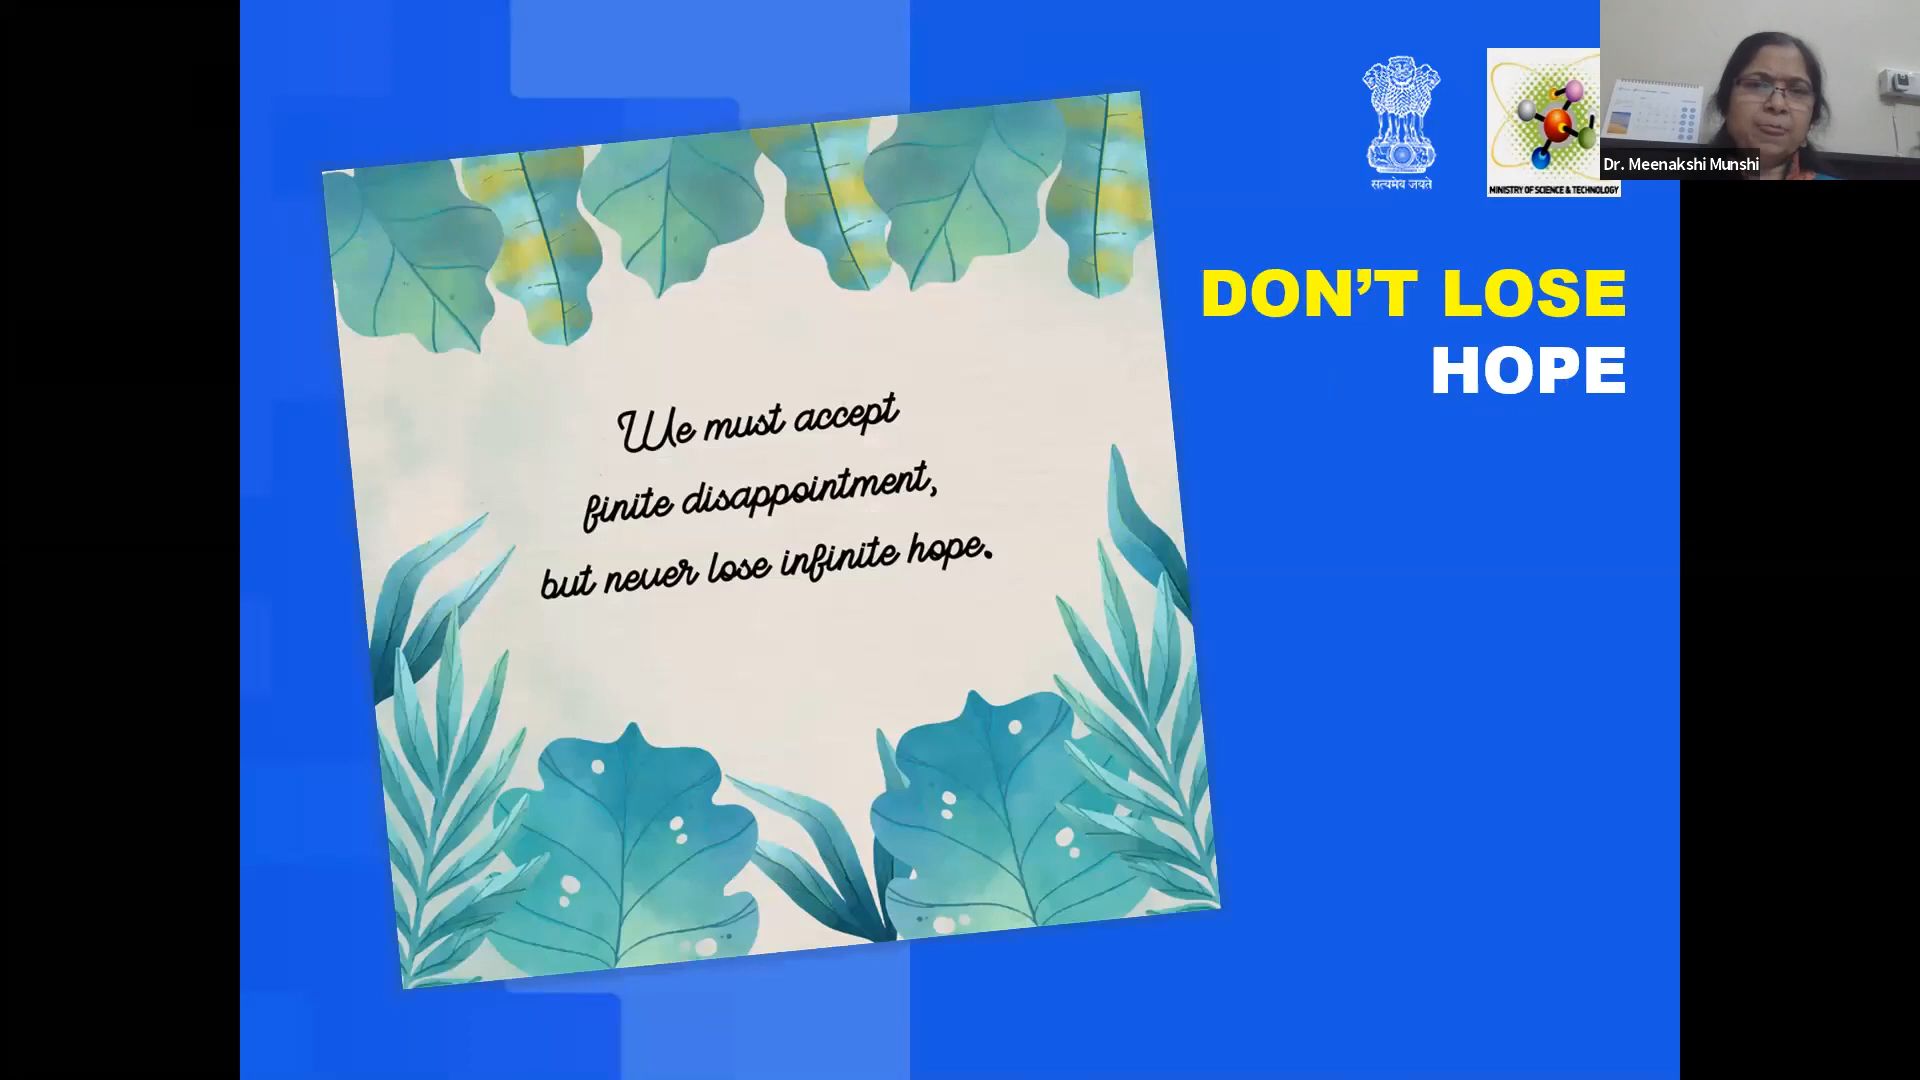 सत्यमेव जयते
MINISTRY OF SCIENCE & TECHNOLOGY
Dr. Meenakshi Munshi
DON’T LOSE
HOPE
We must accept
finite disappointment,
but never lose infinite hope.